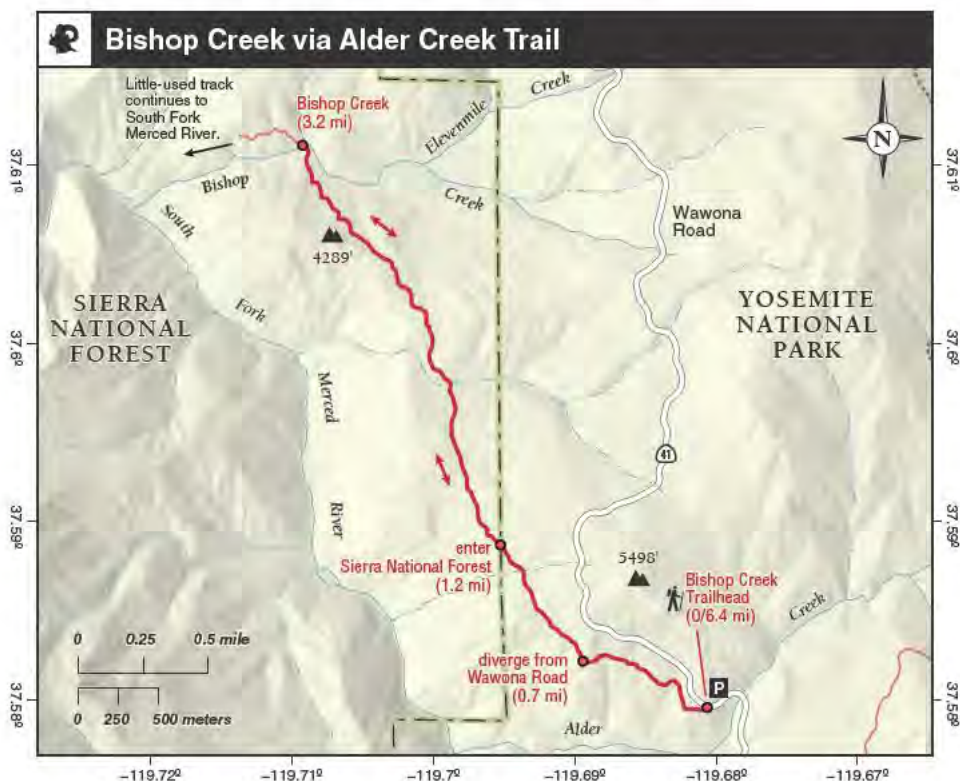 Bishop Creek via Alder Creek Trail
Little-used track
continues to
South Fork
Merced River.
Bishop Creek
(3.2 mi)
Elevenmile
Creek
N
37.61º
37.61º
Bishop
Creek
South
Wawona
Road
4289'
SIERRA
NATIONAL
FOREST
Fork
YOSEMITE
NATIONAL
PARK
37.6º
37.6º
Merced
41
River
37.59º
37.59º
enter
Sierra National Forest
(1.2 mi)
5498'
Bishop Creek
Trailhead
(0/6.4 mi)
Creek
0 0.25 0.5 mile
diverge from
Wawona Road
(0.7 mi)
P
0 250 500 meters
37.58º
37.58º
Alder
–119.72º –119.71º –119.7º –119.69º –119.68º –119.67º